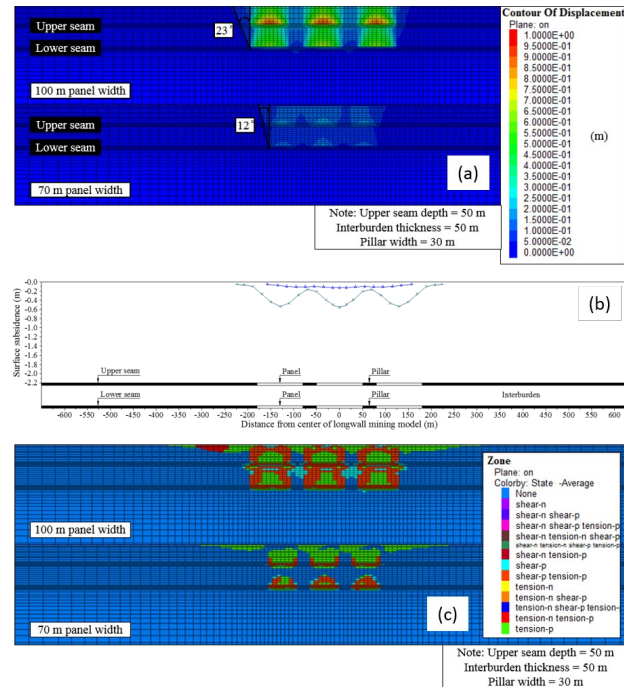 Upper seam
Lower seam
23°
100 m panel width
Upper seam
Lower seam
12°
70 m panel width
(a)
Note: Upper seam depth = 50 m
Interburden thickness = 50 m
Pillar width = 30 m
Contour Of Displacement
Plane: on
1.0000E+00
9.5000E-01
9.0000E-01
8.5000E-01
8.0000E-01
7.5000E-01
7.0000E-01
6.5000E-01
6.0000E-01
5.5000E-01
5.0000E-01
4.5000E-01
4.0000E-01
3.5000E-01
3.0000E-01
2.5000E-01
2.0000E-01
1.5000E-01
1.0000E-01
5.0000E-02
0.0000E+00
(m)
Surface subsidence (m)
-0.0
-0.2
-0.4
-0.6
-0.8
-1.0
-1.2
-1.4
-1.6
-1.8
-2.0
-2.2
(b)
Upper seam Panel Pillar
Lower seam Panel Pillar Interburden
-600 -550 -500 -450 -400 -350 -300 -250 -200 -150 -100 -50 0 50 100 150 200 250 300 350 400 450 500 550 600
Distance from center of longwall mining model (m)
100 m panel width
70 m panel width
(c)
Zone
Plane: on
Colorby: State -Average
None
shear-n
shear-n shear-p
shear-n shear-p tension-p
shear-n tension-n shear-p
shear-n tension-n shear-p tension-p
shear-n tension-p
shear-p
shear-p tension-p
tension-n
tension-n shear-p
tension-n shear-p tension-
tension-n tension-p
tension-p
Note: Upper seam depth = 50 m
Interburden thickness = 50 m
Pillar width = 30 m